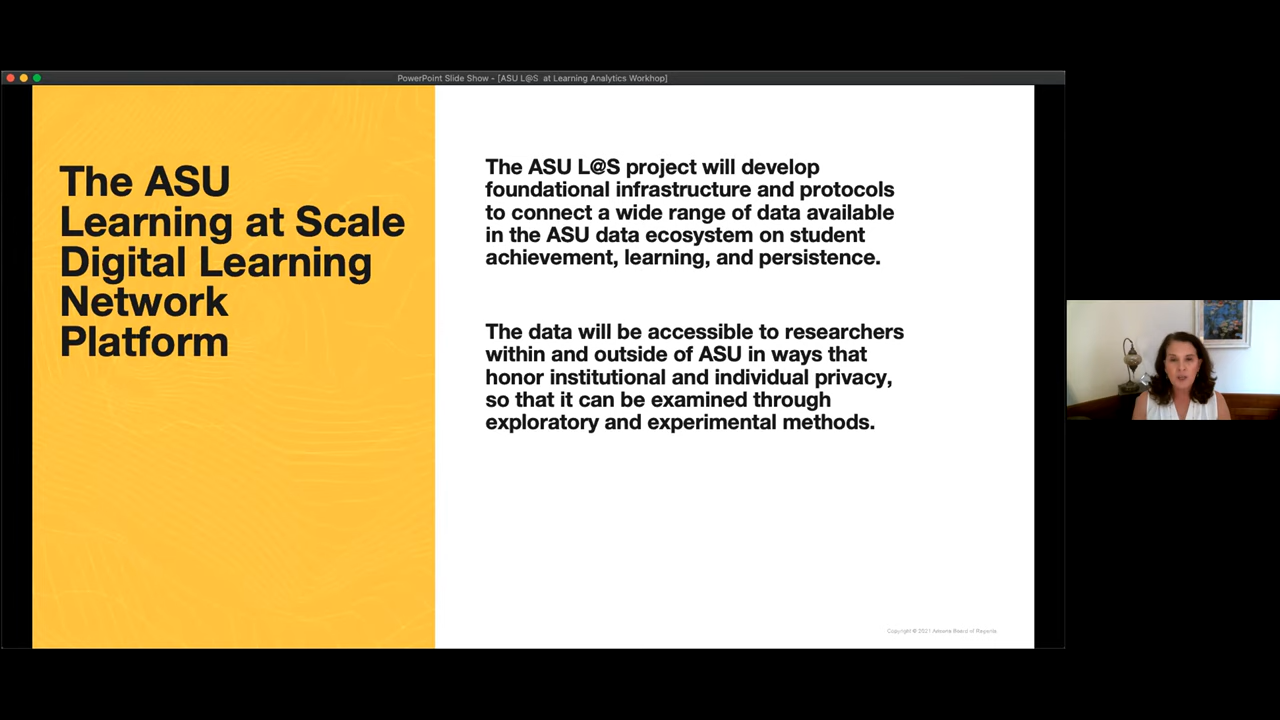 PowerPoint Slide Show - [ASU L@S at Learning Analytics Workhop]
The ASU
Learning at Scale
Digital Learning
Network
Platform
The ASU L@S project will develop
foundational infrastructure and protocols
to connect a wide range of data available
in the ASU data ecosystem on student
achievement, learning, and persistence.
The data will be accessible to researchers
within and outside of ASU in ways that
honor institutional and individual privacy,
so that it can be examined through
exploratory and experimental methods.
Copyright © 2021 Arizona Board of Regents